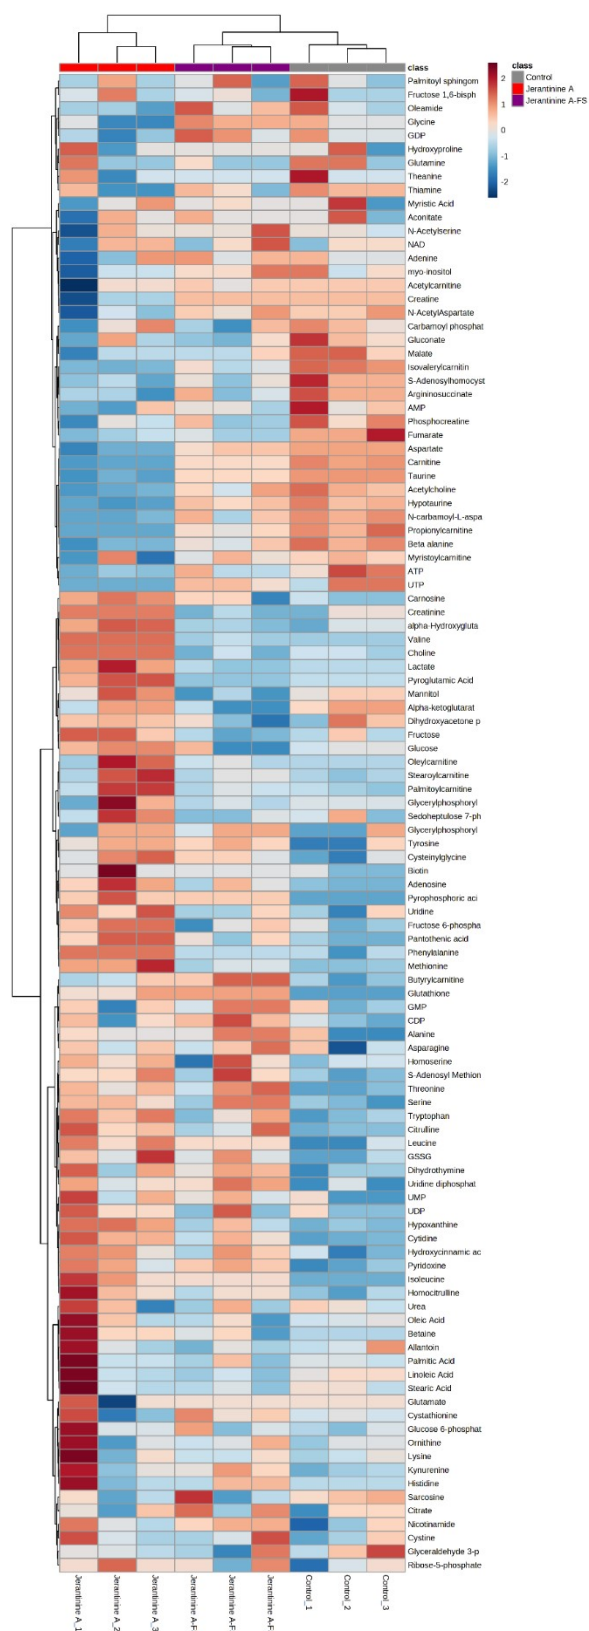 class
class
Control
Jerantinine A
Jerantinine A-FS
2
1
0
-1
-2
Palmitoyl sphingom
Fructose 1,6-bisph
Oleamide
Glycine
GDP
Hydroxyproline
Glutamine
Theanine
Thiamine
Myristic Acid
Aconitate
N-Acetylserine
NAD
Adenine
myo-inositol
Acetylcarnitine
Creatine
N-AcetylAspartate
Carbamoyl phosphat
Gluconate
Malate
Isovalerylcarnitin
S-Adenosylhomocyst
Argininosuccinate
AMP
Phosphocreatine
Fumarate
Aspartate
Carnitine
Taurine
Acetylcholine
Hypotaurine
N-carbamoyl-L-aspa
Propionylcarnitine
Beta alanine
Myristoylcarnitine
ATP
UTP
Carnosine
Creatinine
alpha-Hydroxygluta
Valine
Choline
Lactate
Pyroglutamic Acid
Mannitol
Alpha-ketoglutarat
Dihydroxyacetone p
Fructose
Glucose
Oleylcarnitine
Stearoylcarnitine
Palmitoylcarnitine
Glycerylphosphoryl
Sedoheptulose 7-ph
Glycerylphosphoryl
Tyrosine
Cysteinylglycine
Biotin
Adenosine
Pyrophosphoric aci
Uridine
Fructose 6-phospha
Pantothenic acid
Phenylalanine
Methionine
Butyrylcarnitine
Glutathione
GMP
CDP
Alanine
Asparagine
Homoserine
S-Adenosyl Methion
Threonine
Serine
Tryptophan
Citrulline
Leucine
GSSG
Dihydrothymine
Uridine diphosphat
UMP
UDP
Hypoxanthine
Cytidine
Hydroxycinnamic ac
Pyridoxine
Isoleucine
Homocitrulline
Urea
Oleic Acid
Betaine
Allantoin
Palmitic Acid
Linoleic Acid
Stearic Acid
Glutamate
Cystathionine
Glucose 6-phosphat
Ornithine
Lysine
Kynurenine
Histidine
Sarcosine
Citrate
Nicotinamide
Cystine
Glyceraldehyde 3-p
Ribose-5-phosphate
Jerantinine A_1
Jerantinine A_2
Jerantinine A_3
Jerantinine A-F
Jerantinine A-F
Jerantinine A-F
Control_1
Control_2
Control_3